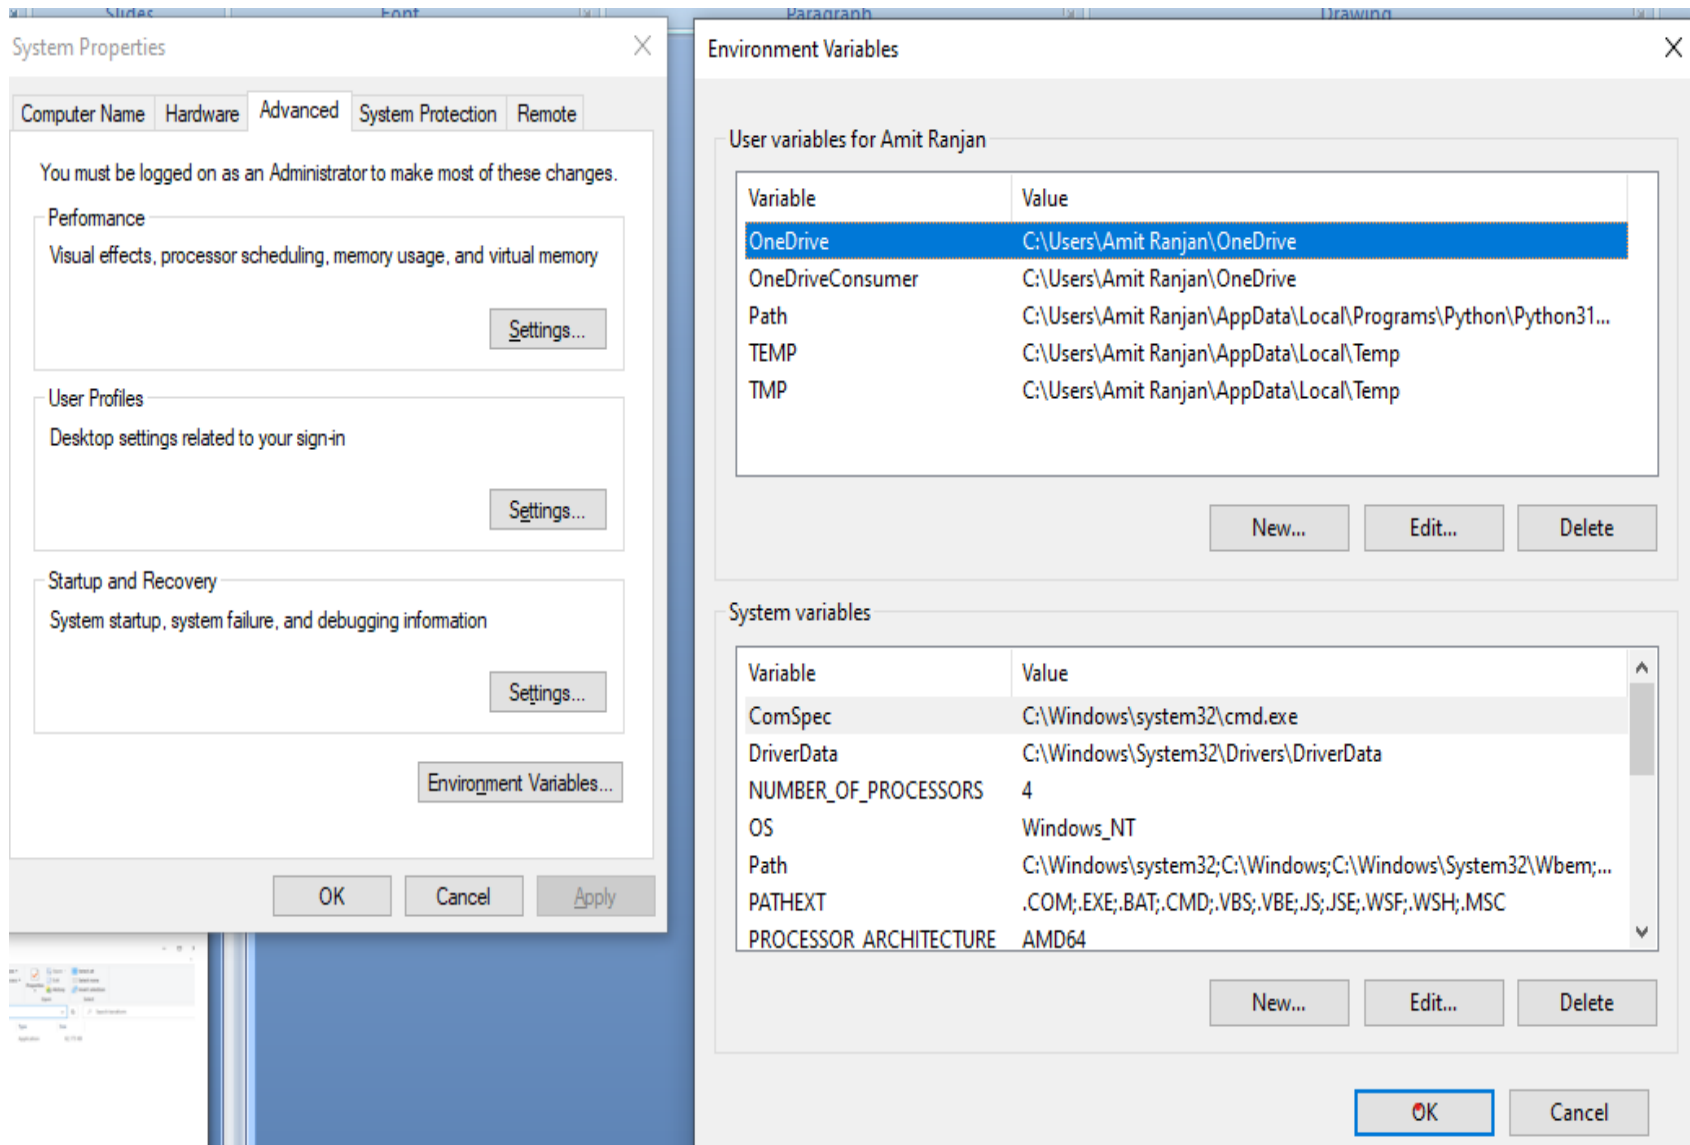 Slides Font Paragraph Drawing
System Properties
Computer Name Hardware Advanced System Protection Remote
You must be logged on as an Administrator to make most of these changes.
Performance
Visual effects, processor scheduling, memory usage, and virtual memory
Settings...
User Profiles
Desktop settings related to your sign-in
Settings...
Startup and Recovery
System startup, system failure, and debugging information
Settings...
Environment Variables...
OK Cancel Apply
Environment Variables
User variables for Amit Ranjan
Variable Value
OneDrive C:\Users\Amit Ranjan\OneDrive
OneDriveConsumer C:\Users\Amit Ranjan\OneDrive
Path C:\Users\Amit Ranjan\AppData\Local\Programs\Python\Python31...
TEMP C:\Users\Amit Ranjan\AppData\Local\Temp
TMP C:\Users\Amit Ranjan\AppData\Local\Temp
New... Edit... Delete
System variables
Variable Value
ComSpec C:\Windows\system32\cmd.exe
DriverData C:\Windows\System32\Drivers\DriverData
NUMBER_OF_PROCESSORS 4
OS Windows_NT
Path C:\Windows\system32;C:\Windows;C:\Windows\System32\Wbem;...
PATHEXT .COM;.EXE;.BAT;.CMD;.VBS;.VBE;.JS;.JSE;.WSF;.WSH;.MSC
PROCESSOR_ARCHITECTURE AMD64
New... Edit... Delete
OK Cancel